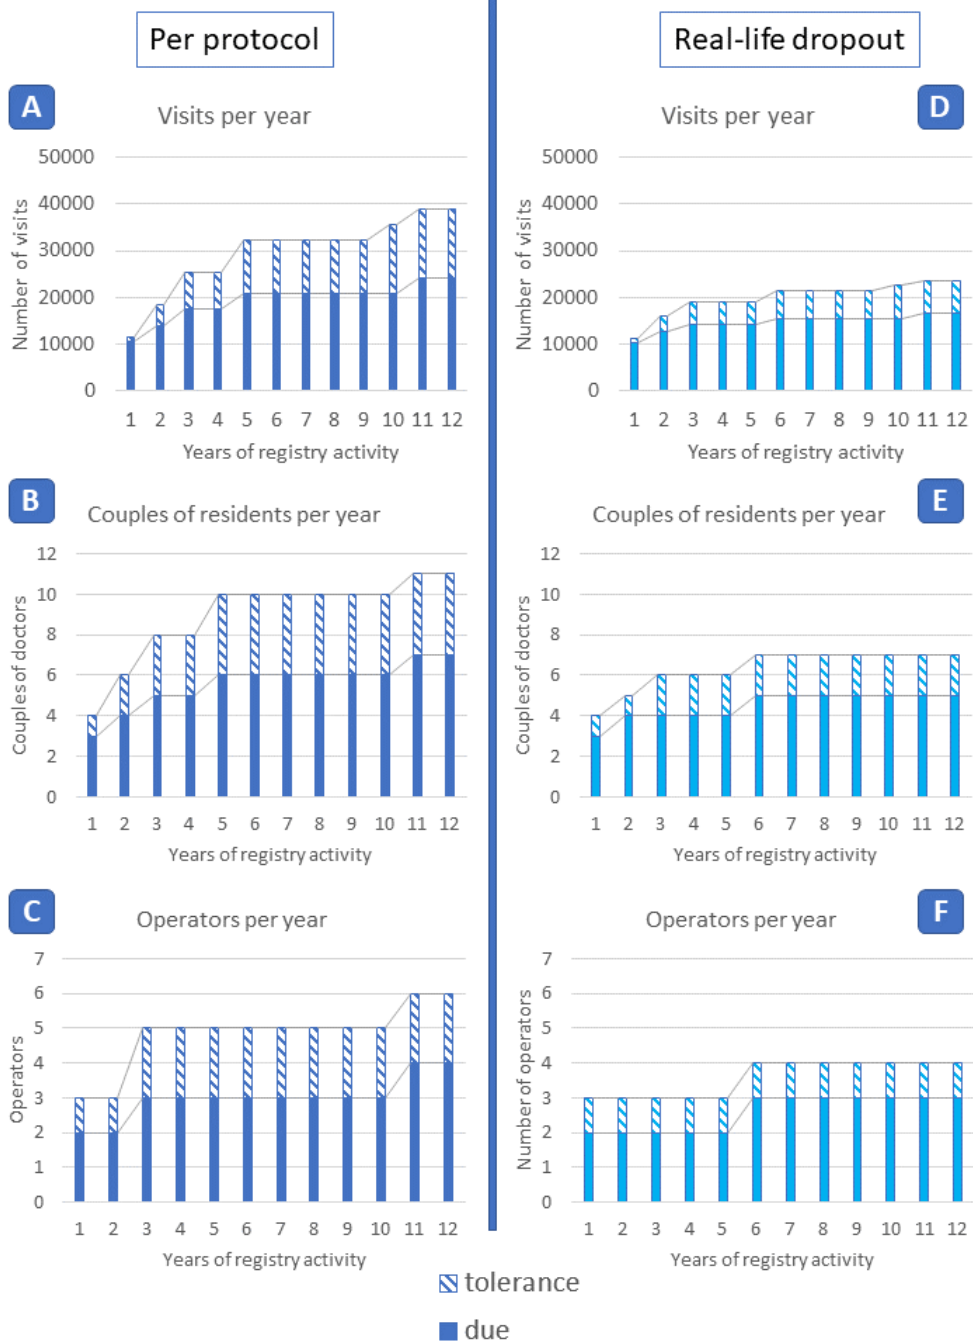 Per protocol
Real-life dropout
A
Visits per year
50000
40000
30000
20000
10000
0
Number of visits
1 2 3 4 5 6 7 8 9 10 11 12
Years of registry activity
D
Visits per year
50000
40000
30000
20000
10000
0
Number of visits
1 2 3 4 5 6 7 8 9 10 11 12
Years of registry activity
B
Couples of residents per year
12
10
8
6
4
2
0
Couples of doctors
1 2 3 4 5 6 7 8 9 10 11 12
Years of registry activity
E
Couples of residents per year
12
10
8
6
4
2
0
Couples of doctors
1 2 3 4 5 6 7 8 9 10 11 12
Years of registry activity
C
Operators per year
7
6
5
4
3
2
1
0
Operators
1 2 3 4 5 6 7 8 9 10 11 12
Years of registry activity
F
Operators per year
7
6
5
4
3
2
1
0
Number of operators
1 2 3 4 5 6 7 8 9 10 11 12
Years of registry activity
tolerance
due